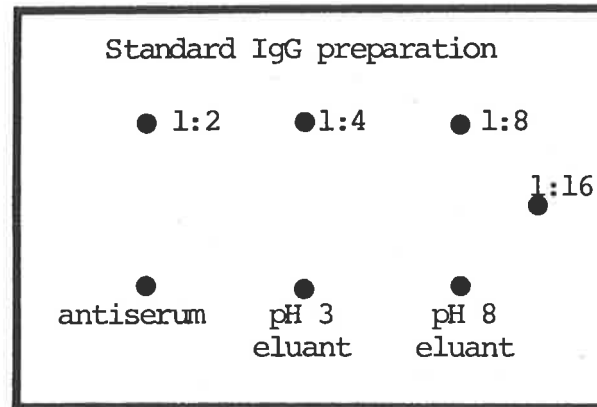 Standard IgG preparation
1:2 1:4 1:8
1:16
antiserum pH 3 pH 8
eluant eluant